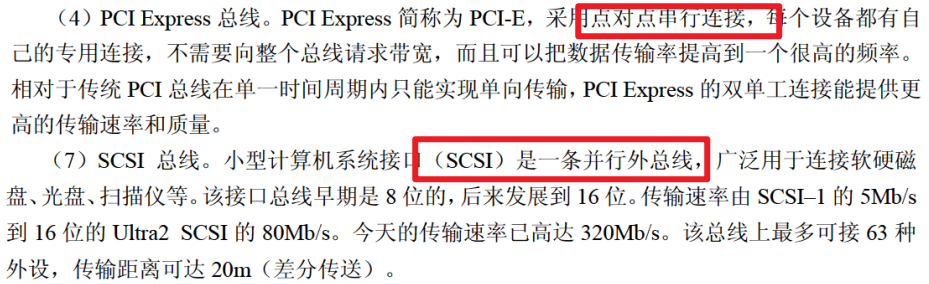 （4）PCI Express 总线。PCI Express 简称为 PCI-E，采用点对点串行连接，每个设备都有自
己的专用连接，不需要向整个总线请求带宽，而且可以把数据传输率提高到一个很高的频率。
相对于传统 PCI 总线在单一时间周期内只能实现单向传输，PCI Express 的双单工连接能提供更
高的传输速率和质量。
（7）SCSI 总线。小型计算机系统接口（SCSI）是一条并行外总线，广泛用于连接软硬磁
盘、光盘、扫描仪等。该接口总线早期是 8 位的，后来发展到 16 位。传输速率由 SCSI–1 的 5Mb/s
到 16 位的 Ultra2 SCSI 的 80Mb/s。今天的传输速率已高达 320Mb/s。该总线上最多可接 63 种
外设，传输距离可达 20m（差分传送）。